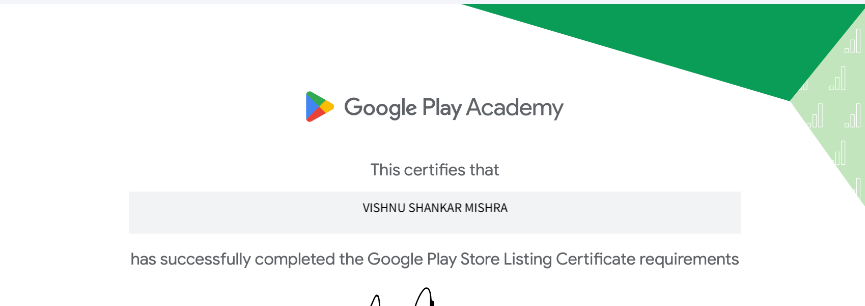 Google Play Academy
This certifies that
VISHNU SHANKAR MISHRA
has successfully completed the Google Play Store Listing Certificate requirements